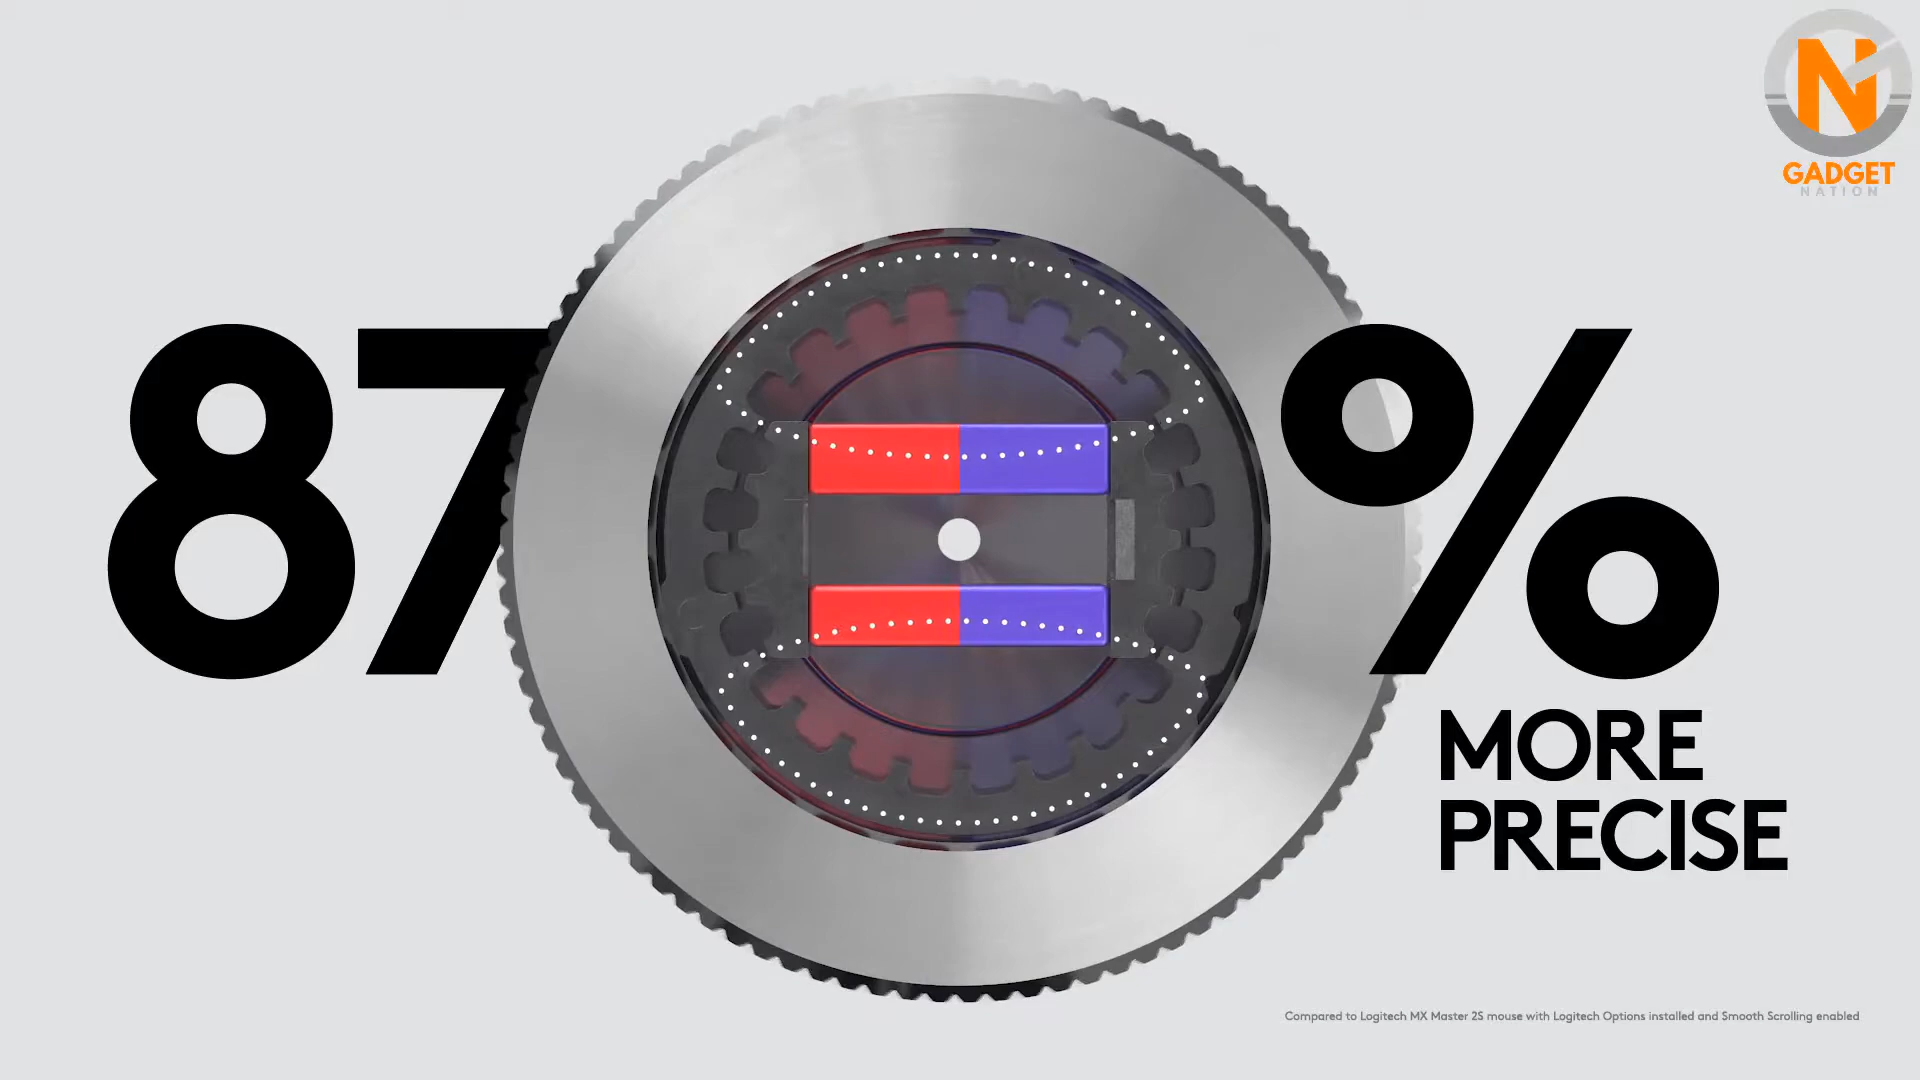 GADGET
NATION
87%
MORE
PRECISE
Compared to Logitech MX Master 2S mouse with Logitech Options installed and Smooth Scrolling enabled